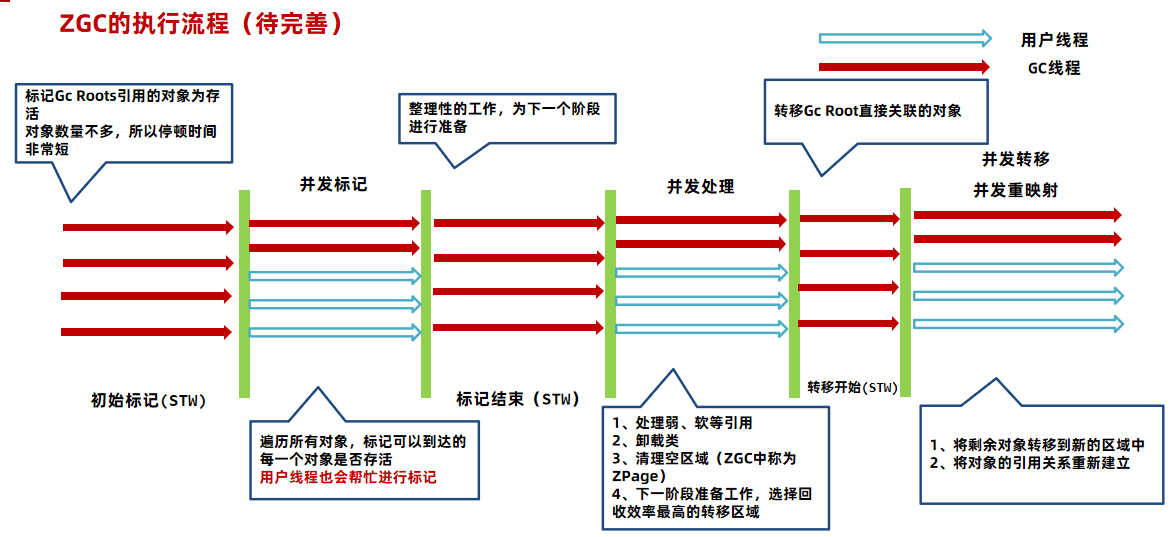 ZGC的执行流程（待完善）
用户线程
GC线程
标记Gc Roots引用的对象为存
活
对象数量不多，所以停顿时间
非常短
整理性的工作，为下一个阶段
进行准备
转移Gc Root直接关联的对象
并发标记
并发处理
并发转移
并发重映射
初始标记(STW)
标记结束（STW）
转移开始(STW)
遍历所有对象，标记可以到达的
每一个对象是否存活
用户线程也会帮忙进行标记
1、处理弱、软等引用
2、卸载类
3、清理空区域（ZGC中称为
ZPage）
4、下一阶段准备工作，选择回
收效率最高的转移区域
1、将剩余对象转移到新的区域中
2、将对象的引用关系重新建立